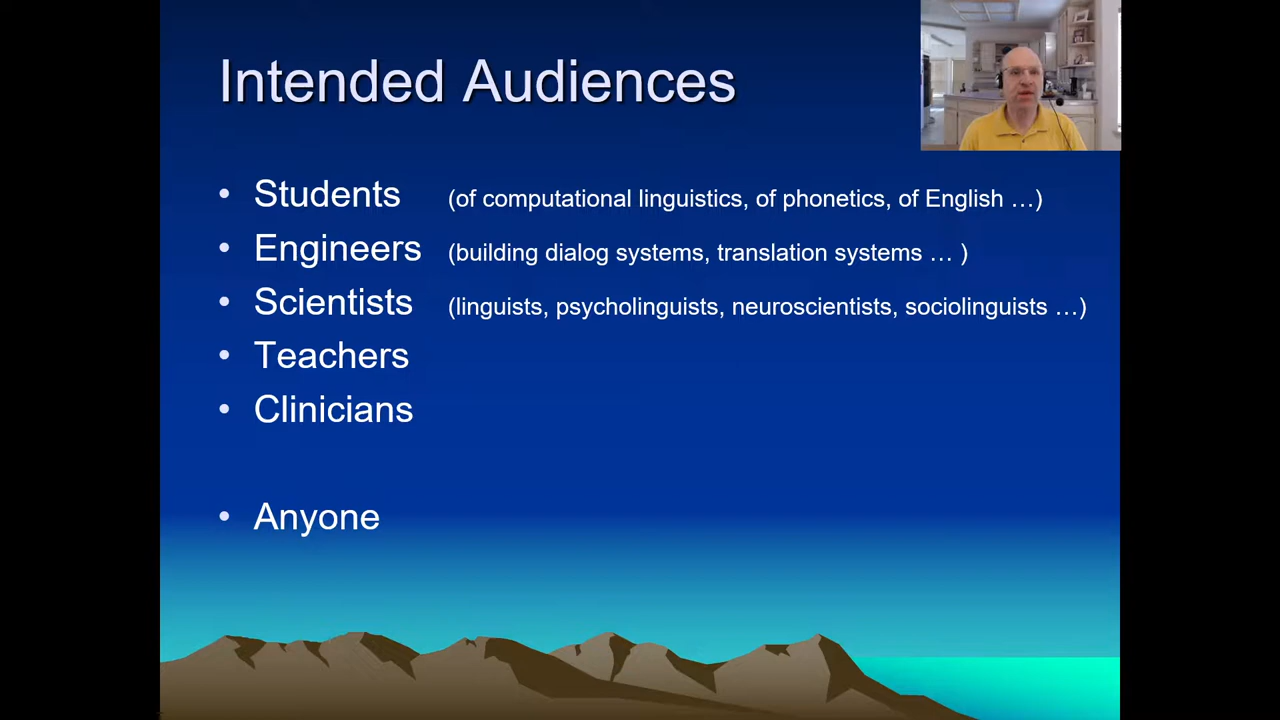 Intended Audiences
• Students (of computational linguistics, of phonetics, of English …)
• Engineers (building dialog systems, translation systems … )
• Scientists (linguists, psycholinguists, neuroscientists, sociolinguists …)
• Teachers
• Clinicians
• Anyone